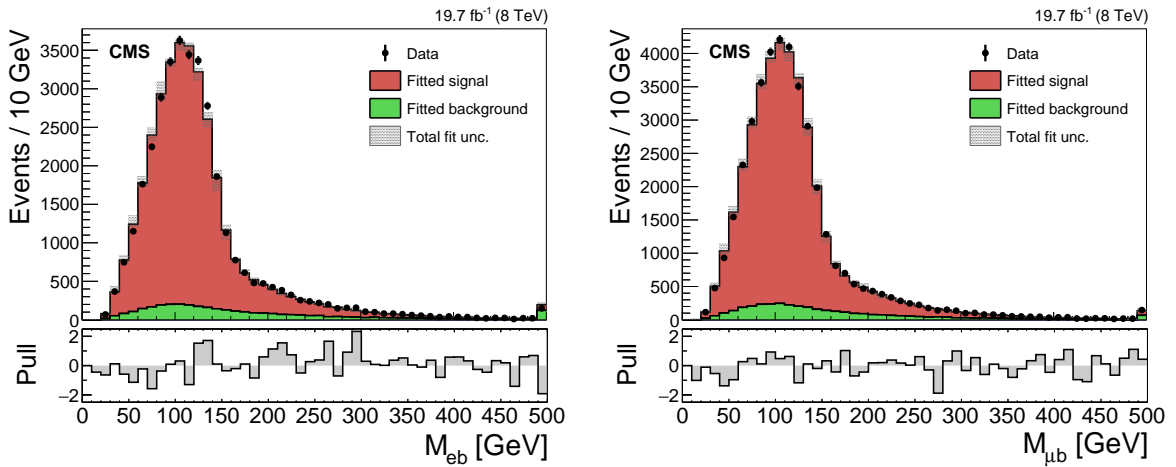 19.7 fb⁻¹ (8 TeV)
CMS
Data
Fitted signal
Fitted background
Total fit unc.
Events / 10 GeV
3500
3000
2500
2000
1500
1000
500
0
Pull
2
0
−2
0 50 100 150 200 250 300 350 400 450 500
M_eb [GeV]
19.7 fb⁻¹ (8 TeV)
CMS
Data
Fitted signal
Fitted background
Total fit unc.
Events / 10 GeV
4000
3500
3000
2500
2000
1500
1000
500
0
Pull
2
0
−2
0 50 100 150 200 250 300 350 400 450 500
M_μb [GeV]